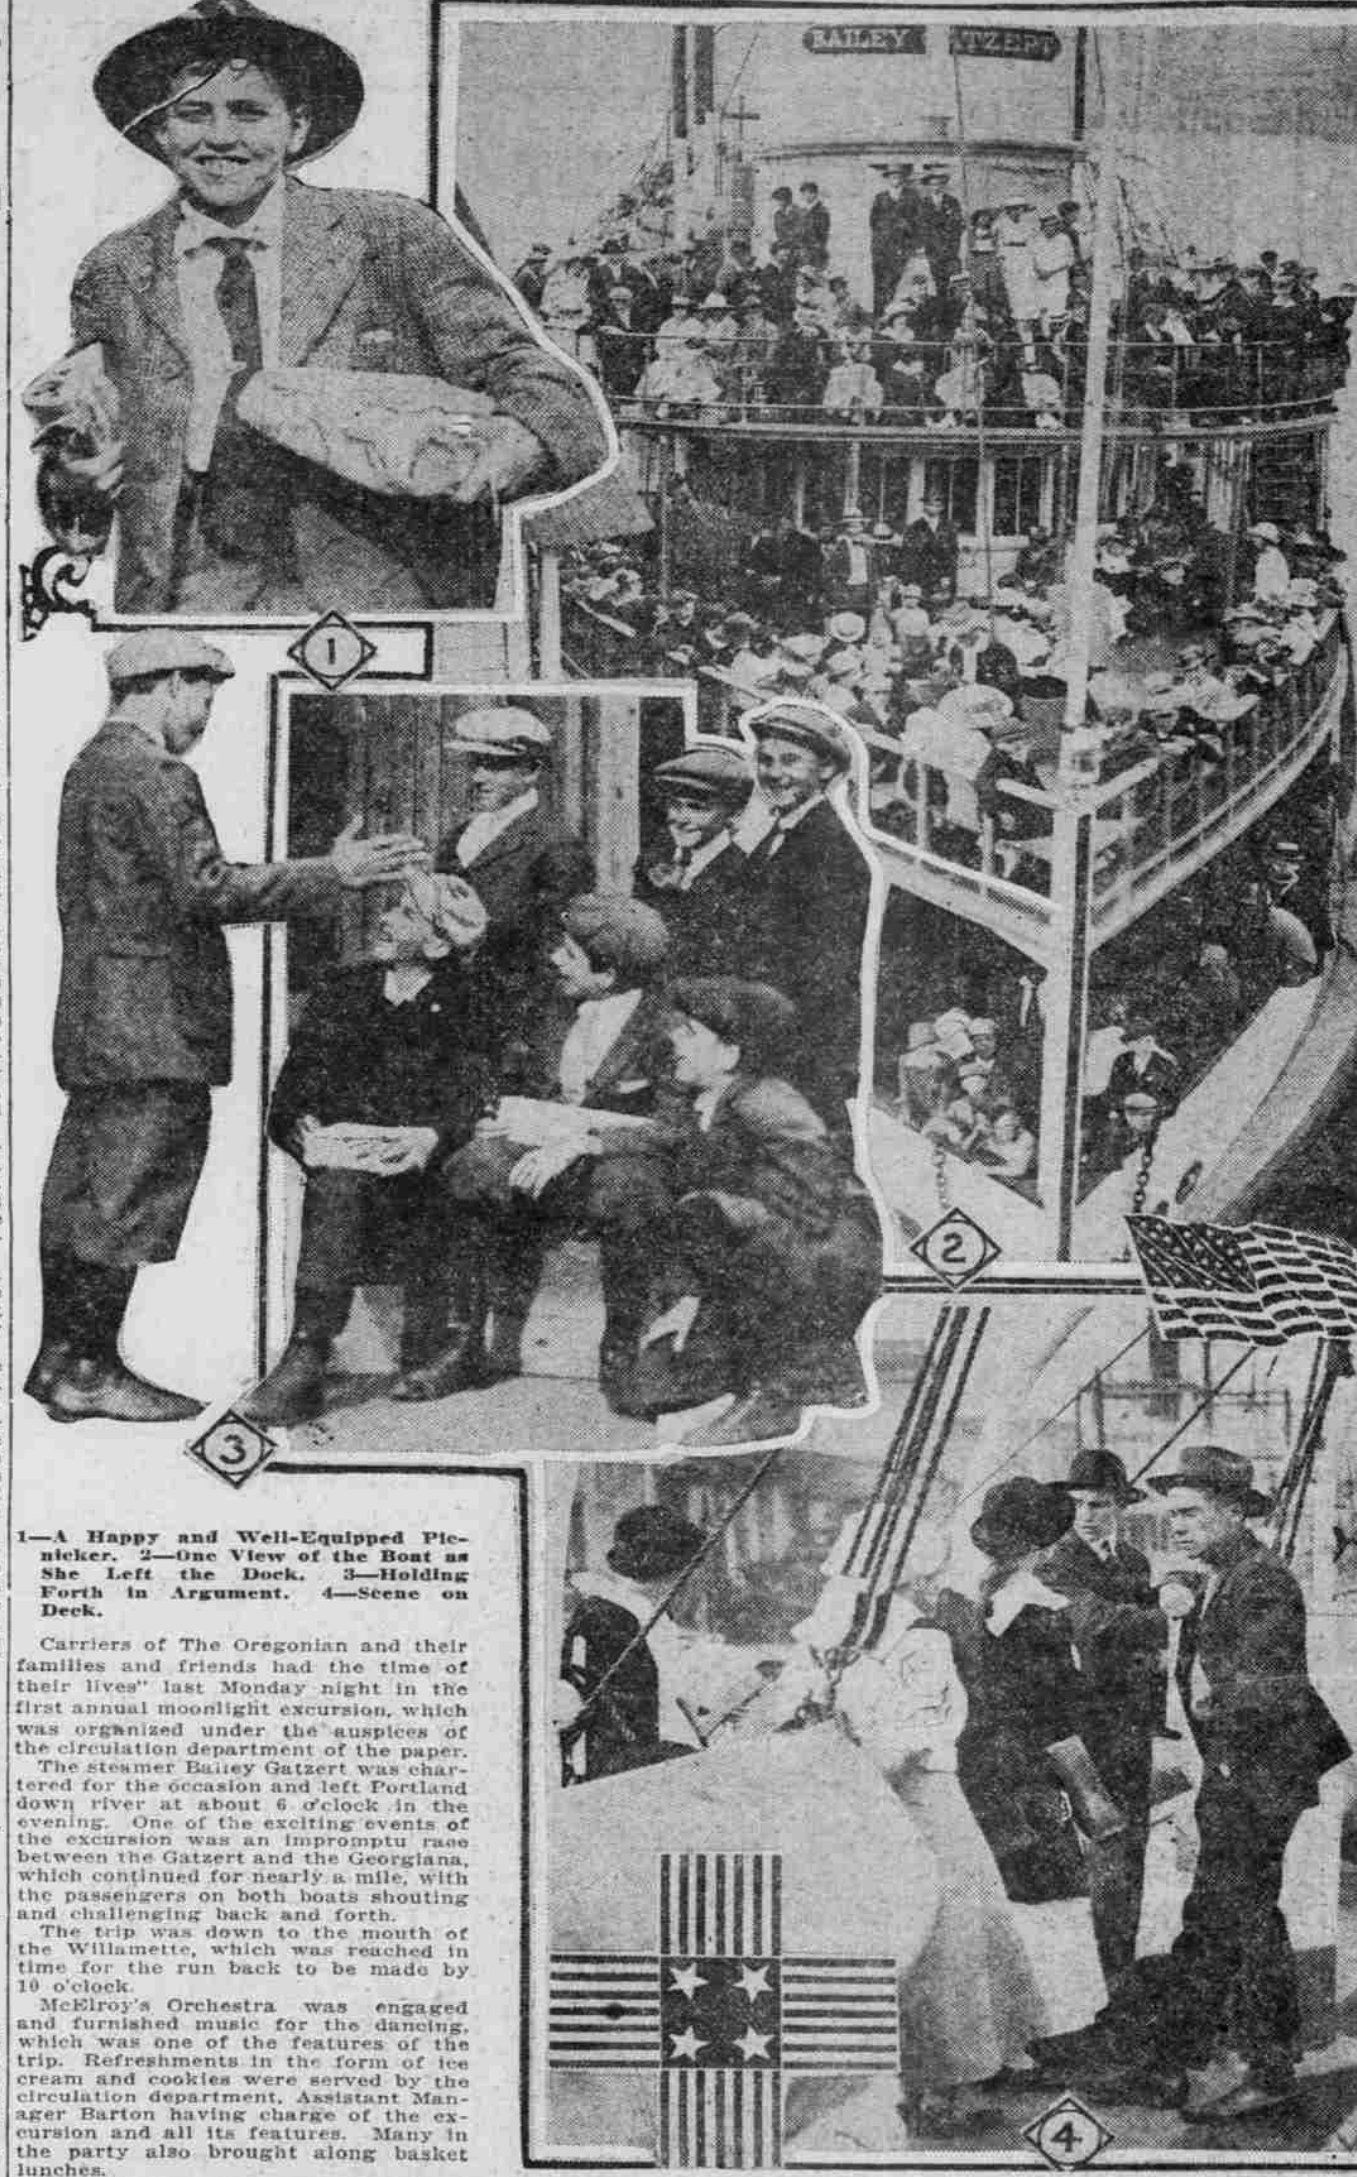 BAILEY ATZERT
1
2
3
4
1—A Happy and Well-Equipped Pic-
nicker. 2—One View of the Boat as
She Left the Dock. 3—Holding
Forth in Argument. 4—Scene on
Deck.
Carriers of The Oregonian and their
families and friends had the time of
their lives" last Monday night in the
first annual moonlight excursion, which
was organized under the auspices of
the circulation department of the paper.
The steamer Bailey Gatzert was char-
tered for the occasion and left Portland
down river at about 6 o'clock in the
evening. One of the exciting events of
the excursion was an impromptu race
between the Gatzert and the Georgiana,
which continued for nearly a mile, with
the passengers on both boats shouting
and challenging back and forth.
The trip was down to the mouth of
the Willamette, which was reached in
time for the run back to be made by
10 o'clock.
McElroy's Orchestra was engaged
and furnished music for the dancing,
which was one of the features of the
trip. Refreshments in the form of ice
cream and cookies were served by the
circulation department, Assistant Man-
ager Barton having charge of the ex-
cursion and all its features. Many in
the party also brought along basket
lunches.